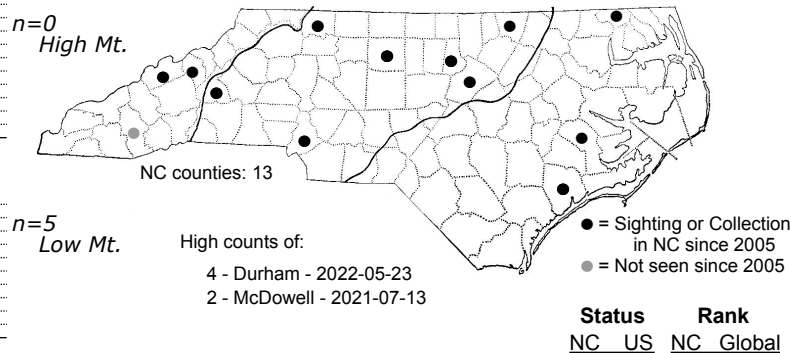 n=0
High Mt.
NC counties: 13
n=5
Low Mt.
High counts of:
4 - Durham - 2022-05-23
2 - McDowell - 2021-07-13
= Sighting or Collection
in NC since 2005
= Not seen since 2005
Status Rank
NC US NC Global